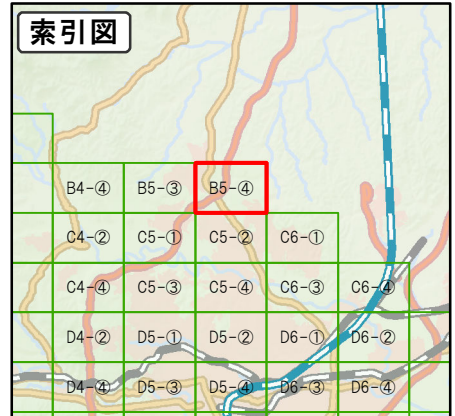 索引図
B4-④ B5-③ B5-④
C4-② C5-① C5-② C6-①
C4-④ C5-③ C5-④ C6-③ C6-④
D4-② D5-① D5-② D6-① D6-②
D4-④ D5-③ D5-④ D6-③ D6-④